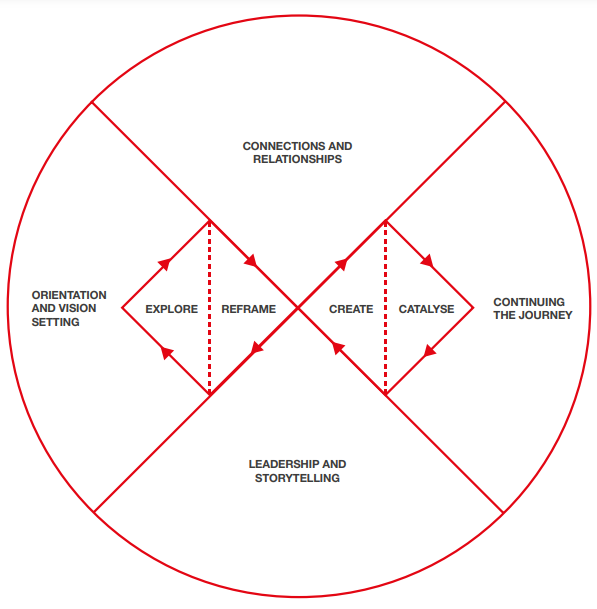 CONNECTIONS AND
RELATIONSHIPS
ORIENTATION
AND VISION
SETTING
EXPLORE
REFRAME
CREATE
CATALYSE
CONTINUING
THE JOURNEY
LEADERSHIP AND
STORYTELLING